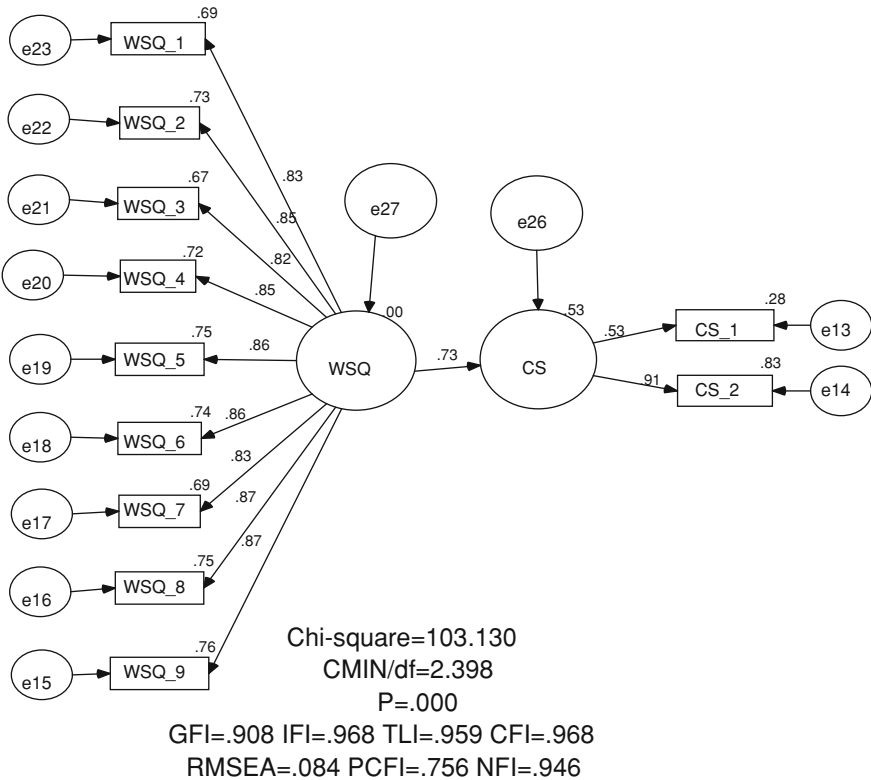 .69
e23 WSQ_1
.73
e22 WSQ_2
.83
.67
e21 WSQ_3
.85
e27
e26
.82
.72
e20 WSQ_4
.85
.00
.53
.28
CS_1 e13
.53
.75
e19 WSQ_5
.86
WSQ
.73
CS
.83
.91
CS_2 e14
.74
e18 WSQ_6
.86
.83
.69
e17 WSQ_7
.87
.87
.75
e16 WSQ_8
.76
e15 WSQ_9
Chi-square=103.130
CMIN/df=2.398
P=.000
GFI=.908 IFI=.968 TLI=.959 CFI=.968
RMSEA=.084 PCFI=.756 NFI=.946